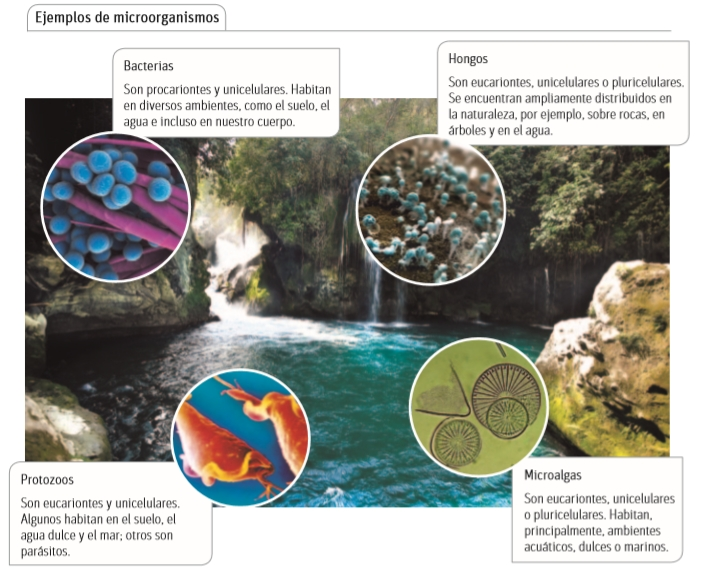 Ejemplos de microorganismos
Bacterias
Son procariontes y unicelulares. Habitan
en diversos ambientes, como el suelo, el
agua e incluso en nuestro cuerpo.
Hongos
Son eucariontes, unicelulares o pluricelulares.
Se encuentran ampliamente distribuidos en
la naturaleza, por ejemplo, sobre rocas, en
árboles y en el agua.
Protozoos
Son eucariontes y unicelulares.
Algunos habitan en el suelo, el
agua dulce y el mar; otros son
parásitos.
Microalgas
Son eucariontes, unicelulares
o pluricelulares. Habitan,
principalmente, ambientes
acuáticos, dulces o marinos.